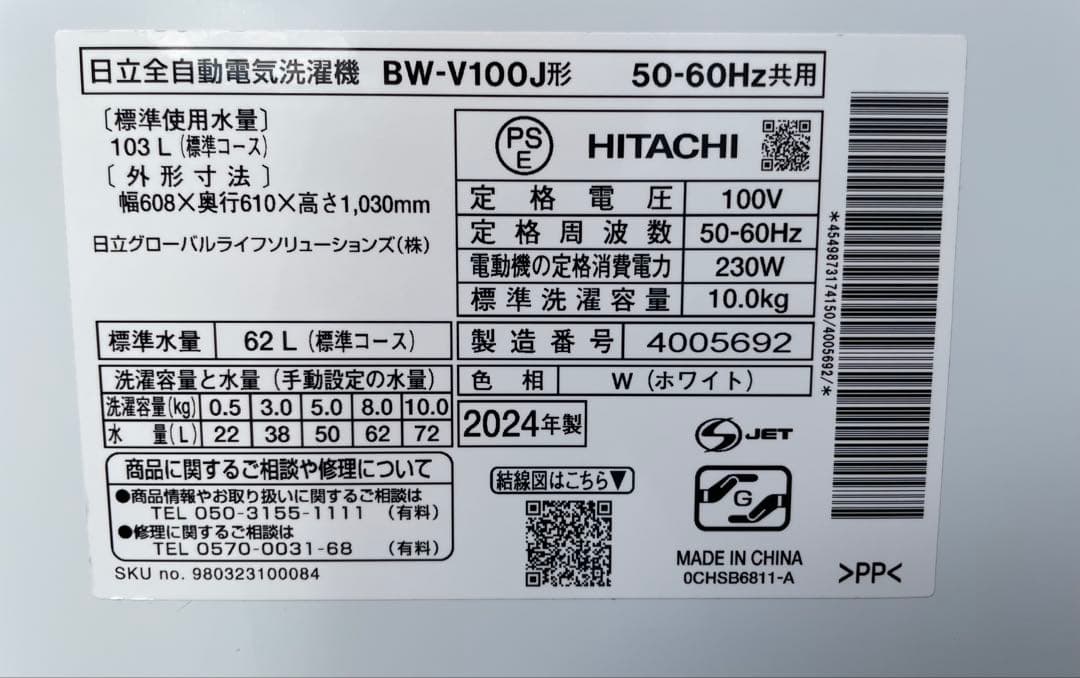 日立全自動電気洗濯機 BW-V100J形 50-60Hz共用
〔標準使用水量〕
103 L (標準コース)
〔外形寸法〕
幅608×奥行610×高さ1,030mm
日立グローバルライフソリューションズ(株)
PS
E
HITACHI
定格電圧 100V
定格周波数 50-60Hz
電動機の定格消費電力 230W
標準洗濯容量 10.0kg
標準水量 62 L (標準コース)
製造番号 4005692
洗濯容量と水量 (手動設定の水量)
洗濯容量(kg) 0.5 3.0 5.0 8.0 10.0
水量(L) 22 38 50 62 72
色相 W (ホワイト)
2024年製
S JET
商品に関するご相談や修理について
●商品情報やお取り扱いに関するご相談は
TEL 050-3155-1111 (有料)
●修理に関するご相談は
TEL 0570-0031-68 (有料)
SKU no. 980323100084
結線図はこちら▼
G
MADE IN CHINA
0CHSB6811-A
>PP<
*4549873174150/4005692/*